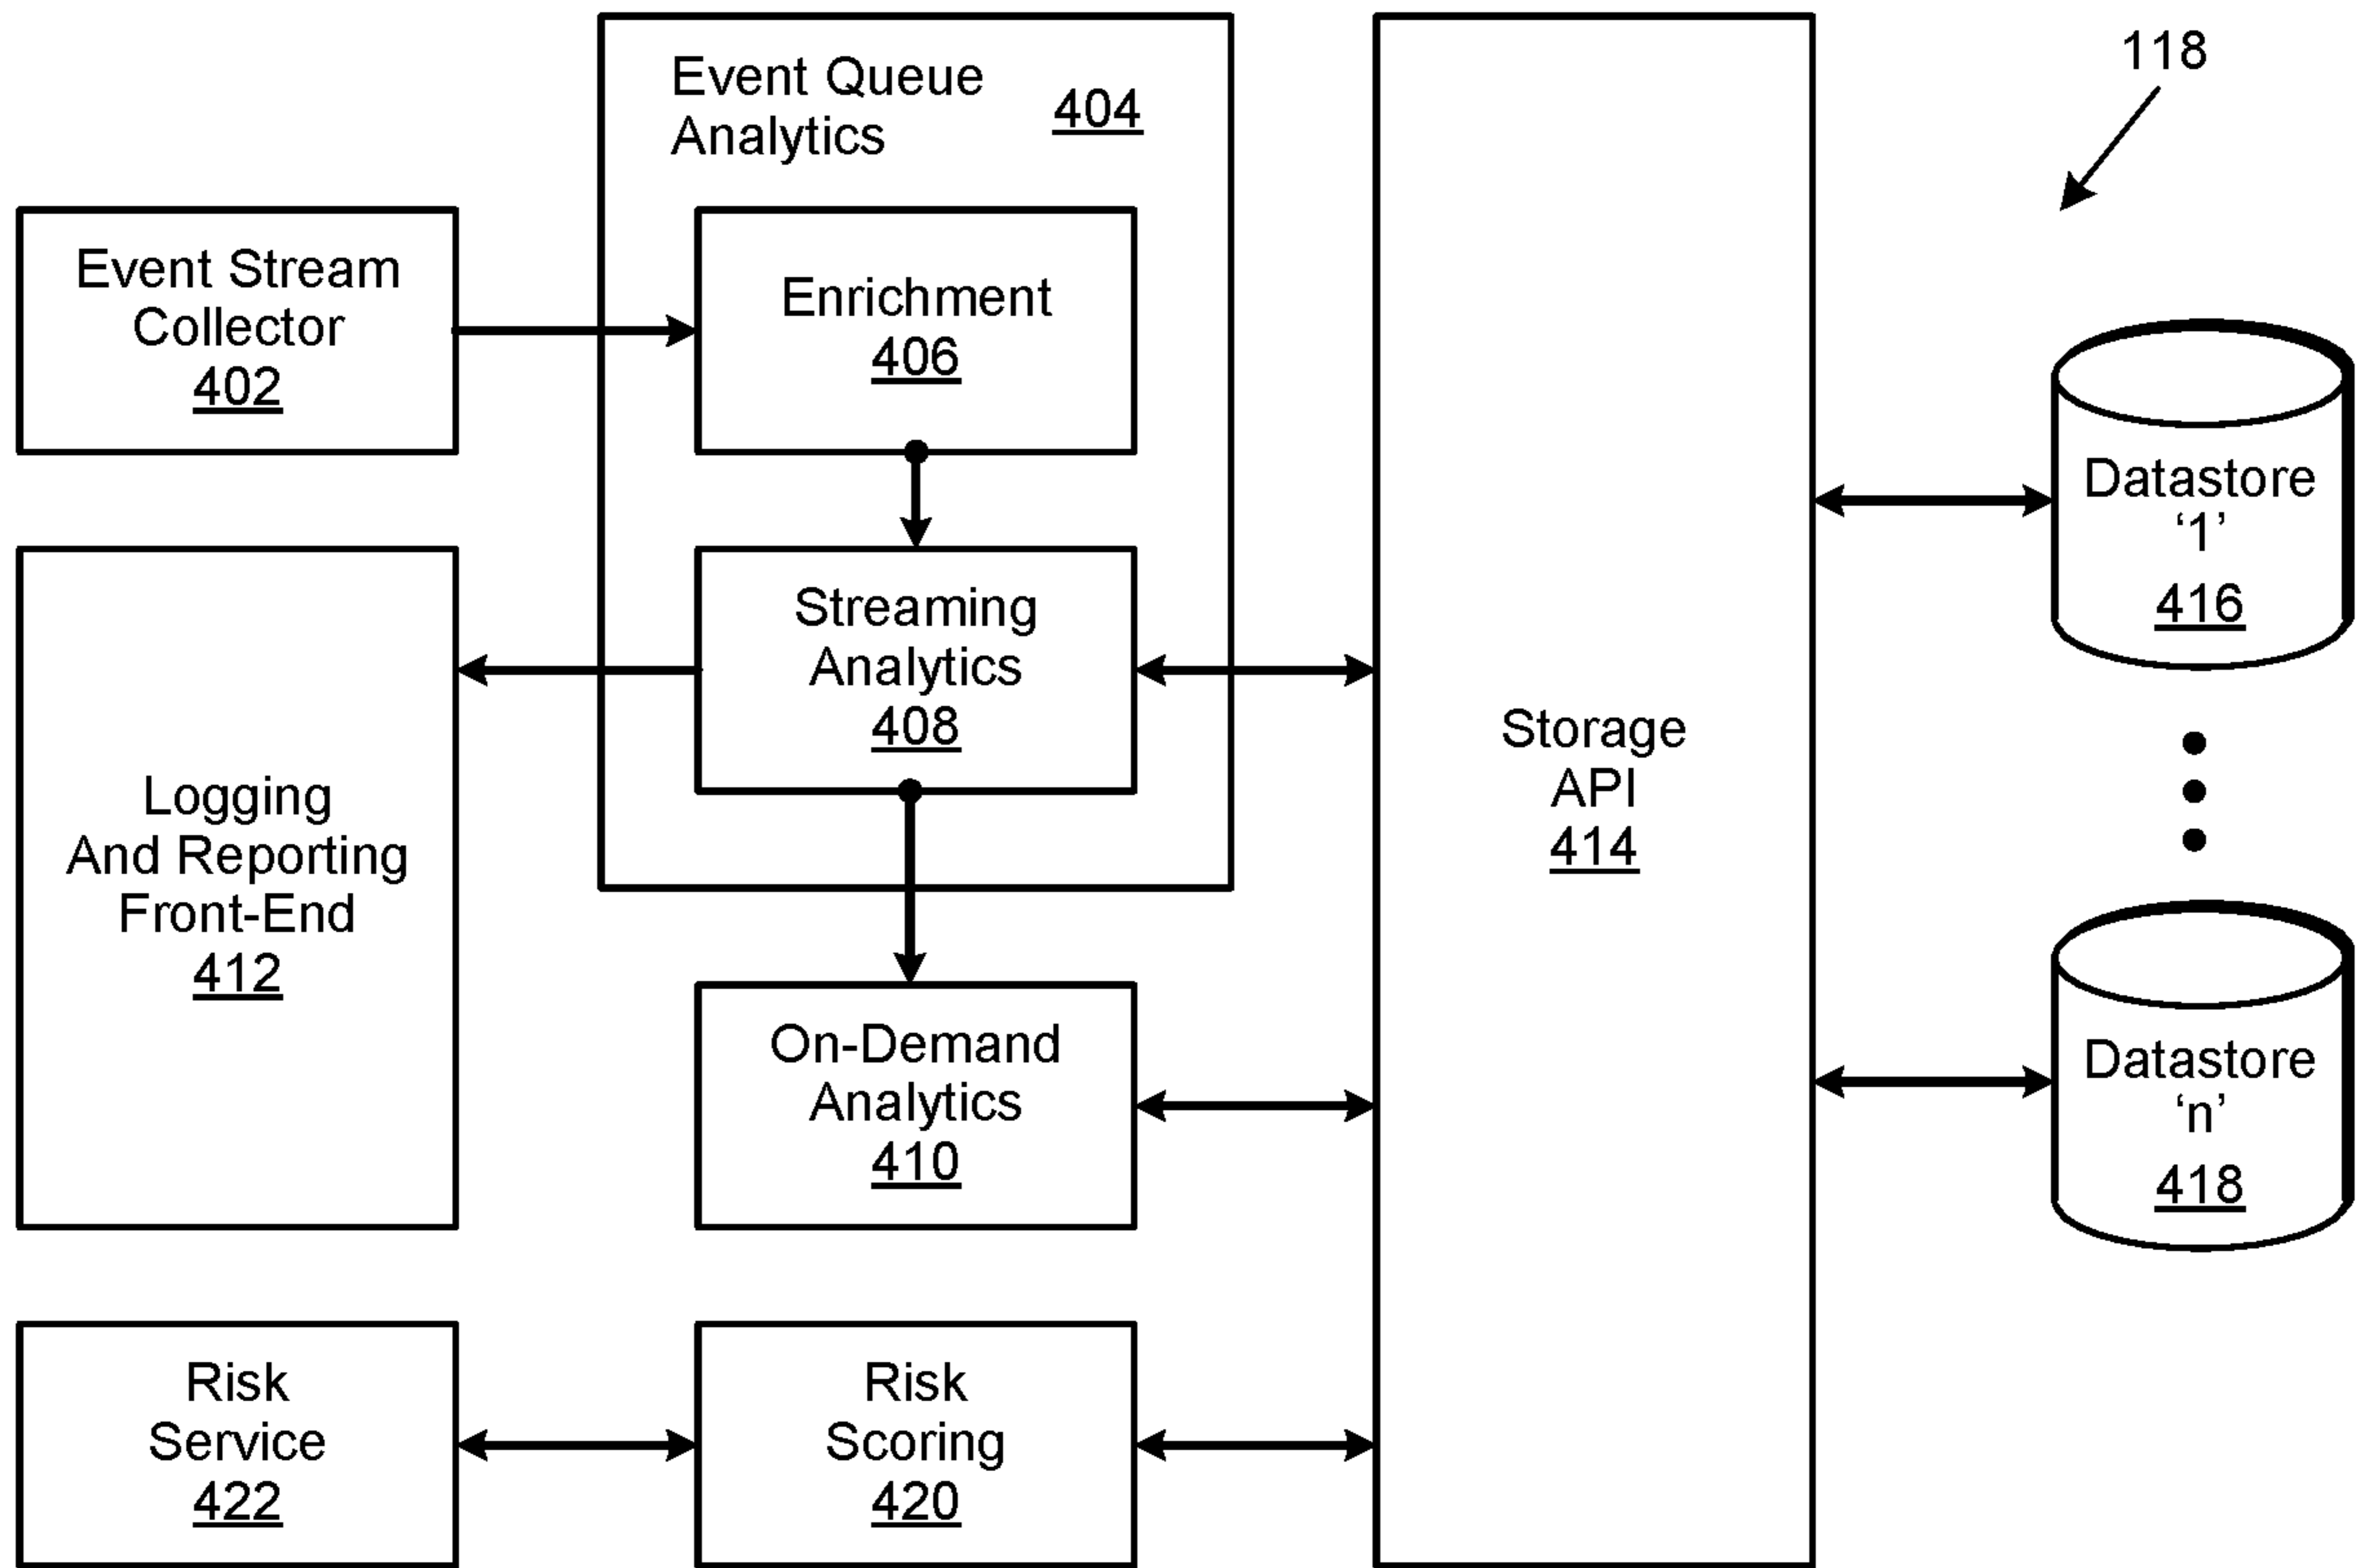 Event Queue
Analytics
404
118
Event Stream
Collector
402
Enrichment
406
Datastore
‘1’
416
Streaming
Analytics
408
Logging
And Reporting
Front-End
412
Storage
API
414
On-Demand
Analytics
410
Datastore
‘n’
418
Risk
Service
422
Risk
Scoring
420